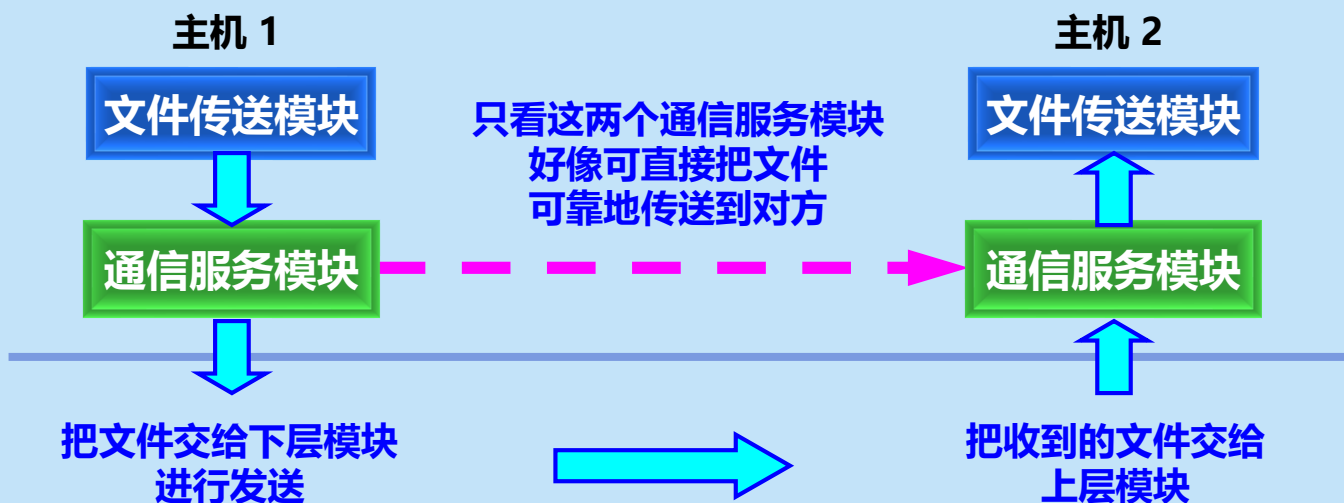 主机 1
主机 2
文件传送模块
文件传送模块
只看这两个通信服务模块
好像可直接把文件
可靠地传送到对方
通信服务模块
通信服务模块
把文件交给下层模块
进行发送
把收到的文件交给
上层模块